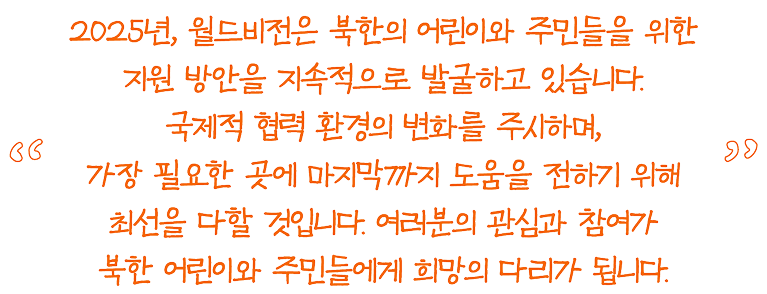 2025년, 월드비전은 북한의 어린이와 주민들을 위한
지원 방안을 지속적으로 발굴하고 있습니다.
국제적 협력 환경의 변화를 주시하며,
“ 가장 필요한 곳에 마지막까지 도움을 전하기 위해 ”
최선을 다할 것입니다. 여러분의 관심과 참여가
북한 어린이와 주민들에게 희망의 다리가 됩니다.